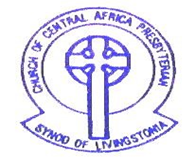 CHURCH OF CENTRAL AFRICA PRESBYTERIAN
SYNOD OF LIVINGSTONIA